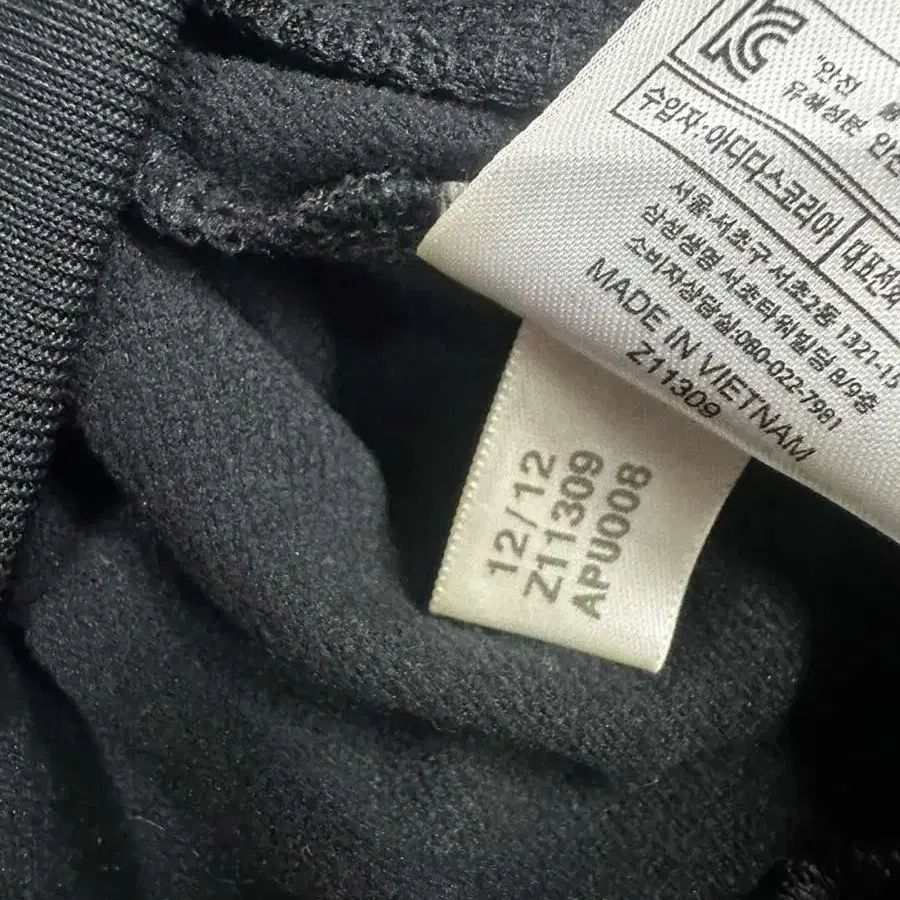 "안전
유해성분
수입자:아디다스코리아
대표전화
서울·서초구 서초2동 1321-15
삼성생명 서초타워빌딩 8/9층
소비자상담실:080-022-7981
MADE IN VIETNAM
Z11309
12/12
Z11309
APU008